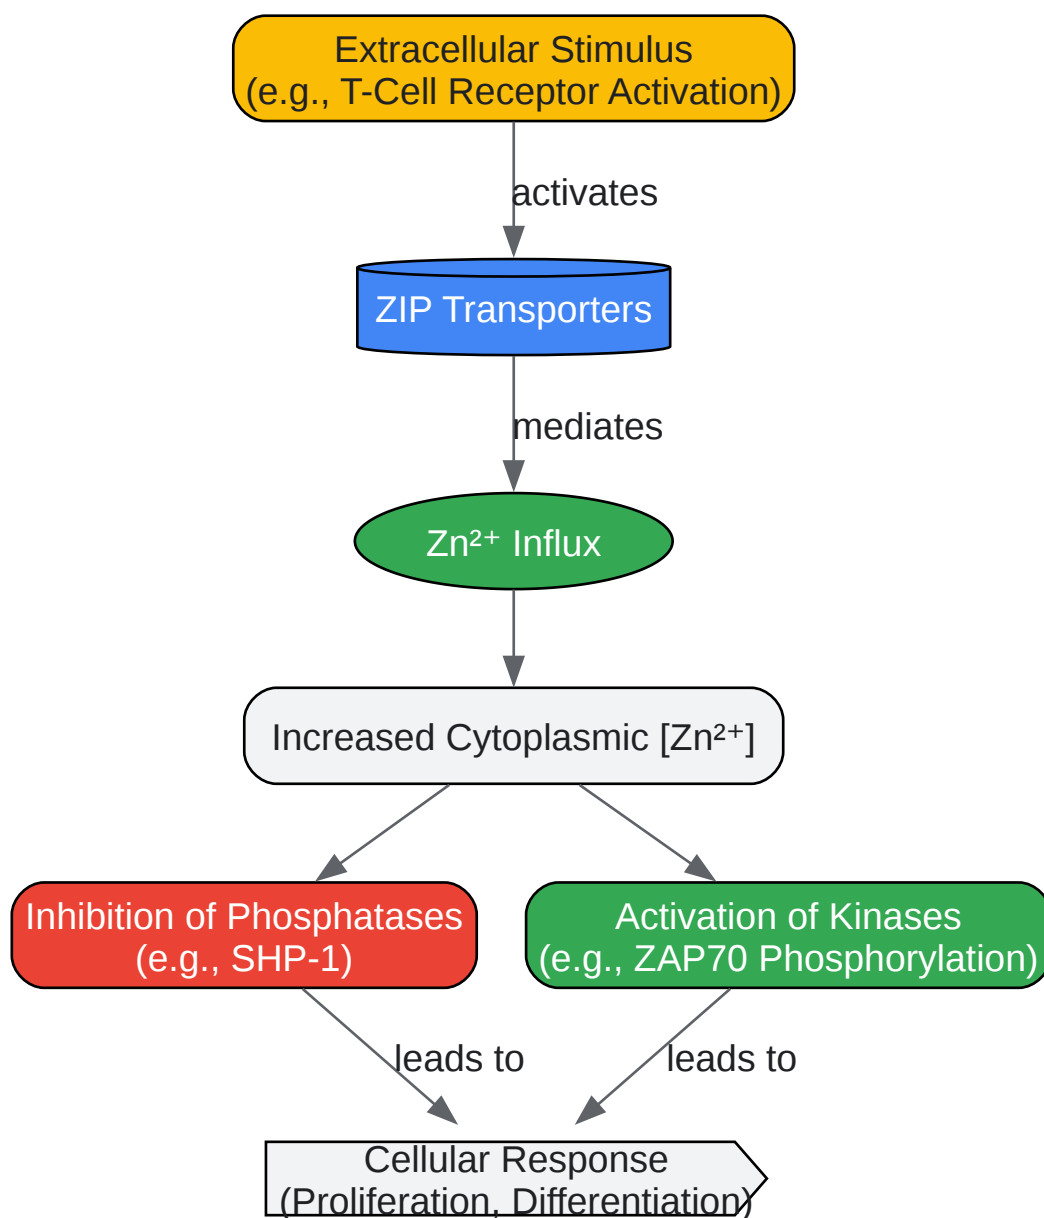 Extracellular Stimulus
(e.g., T-Cell Receptor Activation)
activates
ZIP Transporters
mediates
Zn²⁺ Influx
Increased Cytoplasmic [Zn²⁺]
Inhibition of Phosphatases
(e.g., SHP-1)
Activation of Kinases
(e.g., ZAP70 Phosphorylation)
leads to
leads to
Cellular Response
(Proliferation, Differentiation)